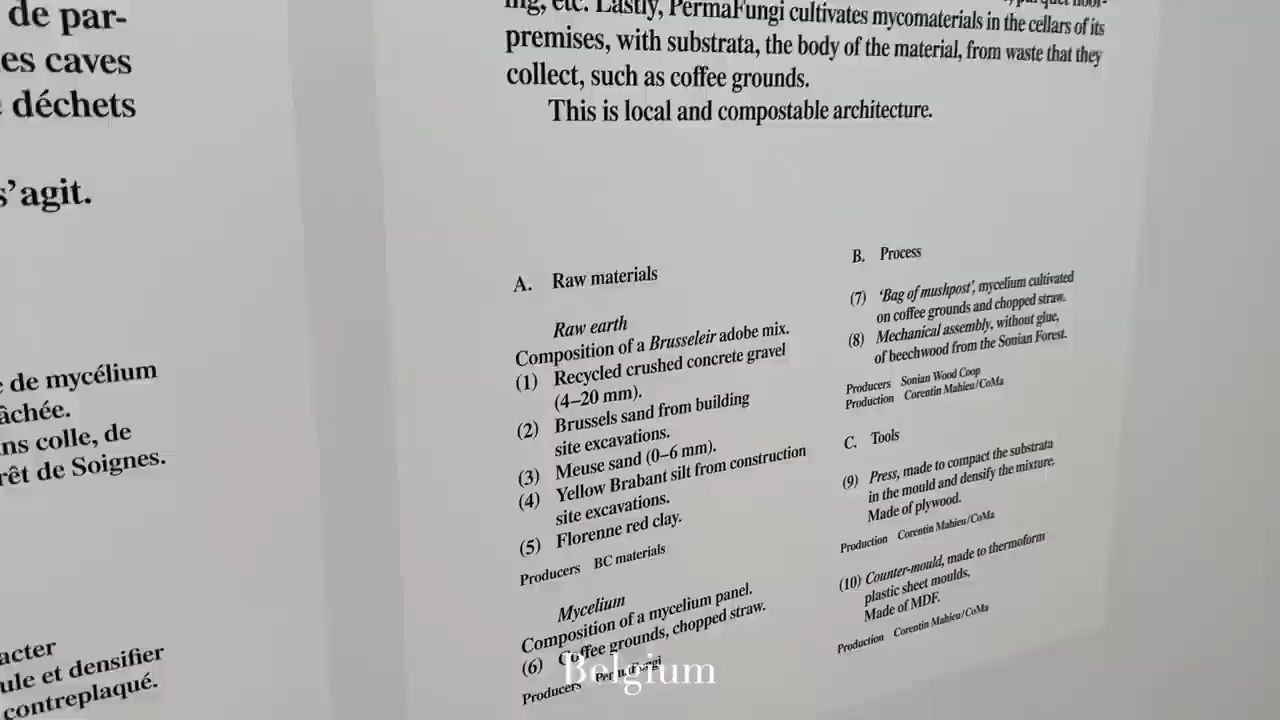 de par-
es caves
déchets
s’agit.
de mycélium
âchée.
ns colle, de
rêt de Soignes.
acter
ule et densifier
contreplaqué.
ing, etc. Lastly, PermaFungi cultivates mycomaterials in the cellars of its
premises, with substrata, the body of the material, from waste that they
collect, such as coffee grounds.
This is local and compostable architecture.
A. Raw materials
Raw earth
Composition of a Brusseleir adobe mix.
(1) Recycled crushed concrete gravel
(4–20 mm).
(2) Brussels sand from building
site excavations.
(3) Meuse sand (0–6 mm).
(4) Yellow Brabant silt from construction
site excavations.
(5) Florenne red clay.
Producers BC materials
Mycelium
Composition of a mycelium panel.
(6) Coffee grounds, chopped straw.
Producers PermaFungi
B. Process
(7) ‘Bag of mushpost’, mycelium cultivated
on coffee grounds and chopped straw.
(8) Mechanical assembly, without glue,
of beechwood from the Sonian Forest.
Producers Sonian Wood Coop
Production Corentin Mahieu/CoMa
C. Tools
(9) Press, made to compact the substrata
in the mould and densify the mixture.
Made of plywood.
Production Corentin Mahieu/CoMa
(10) Counter-mould, made to thermoform
plastic sheet moulds.
Made of MDF.
Production Corentin Mahieu/CoMa
Belgium